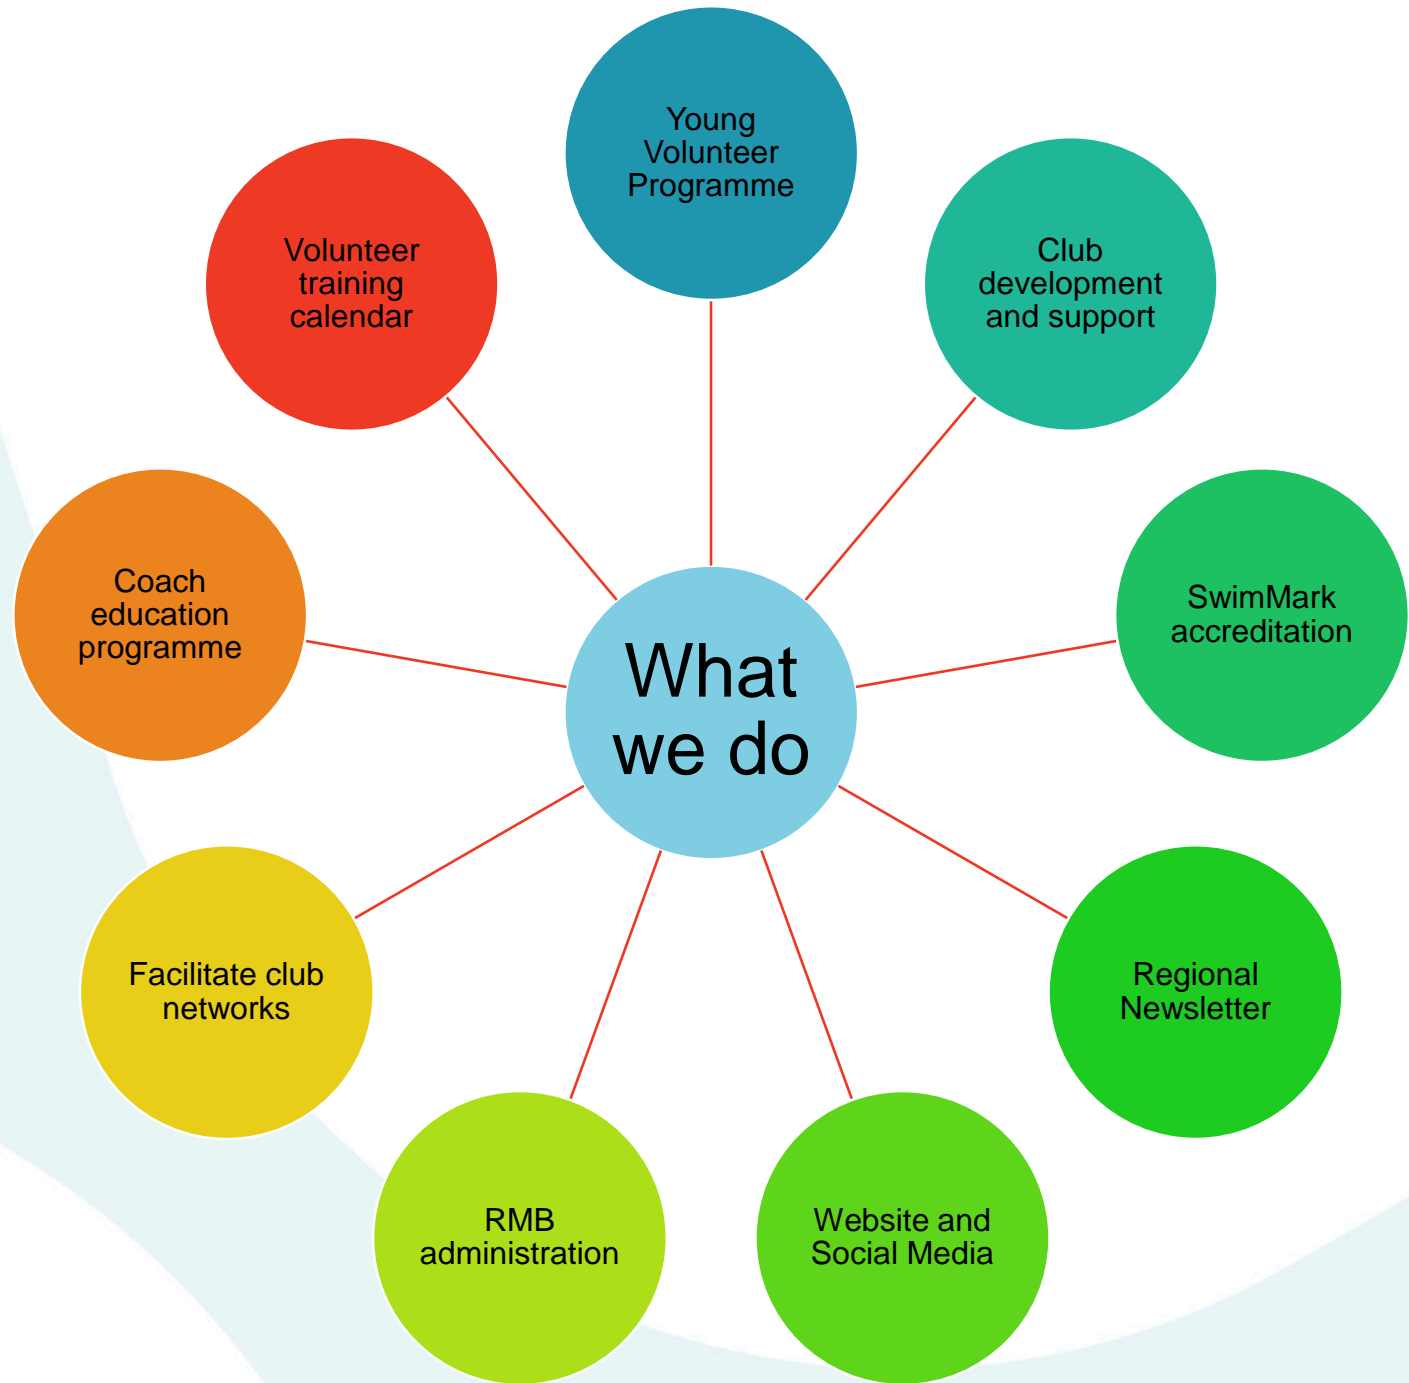 Young
Volunteer
Programme
Club
development
and support
SwimMark
accreditation
Regional
Newsletter
Website and
Social Media
RMB
administration
Facilitate club
networks
Coach
education
programme
Volunteer
training
calendar
What
we do